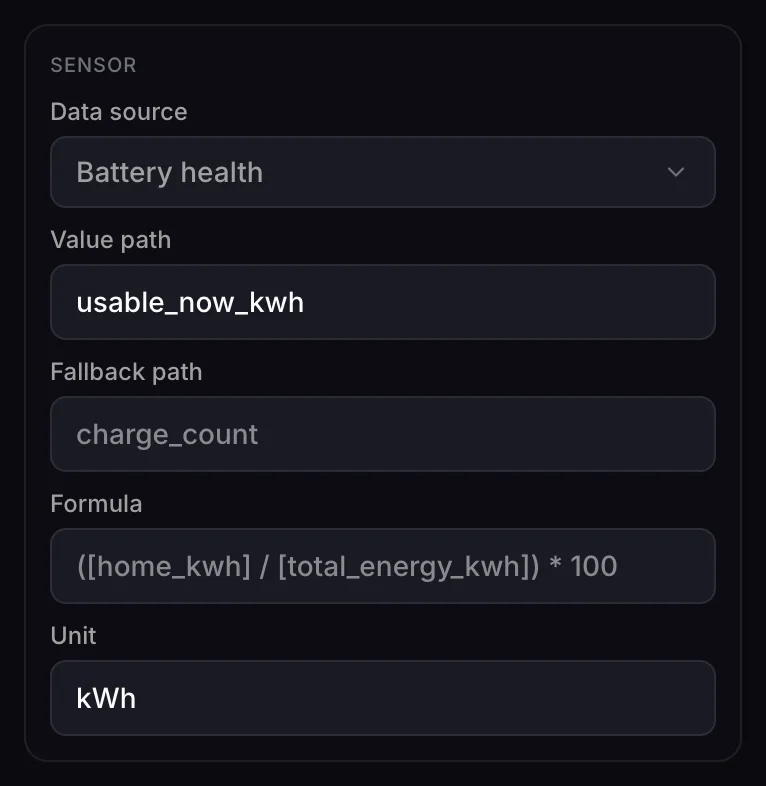 SENSOR
Data source
Battery health
Value path
usable_now_kwh
Fallback path
charge_count
Formula
([home_kwh] / [total_energy_kwh]) * 100
Unit
kWh